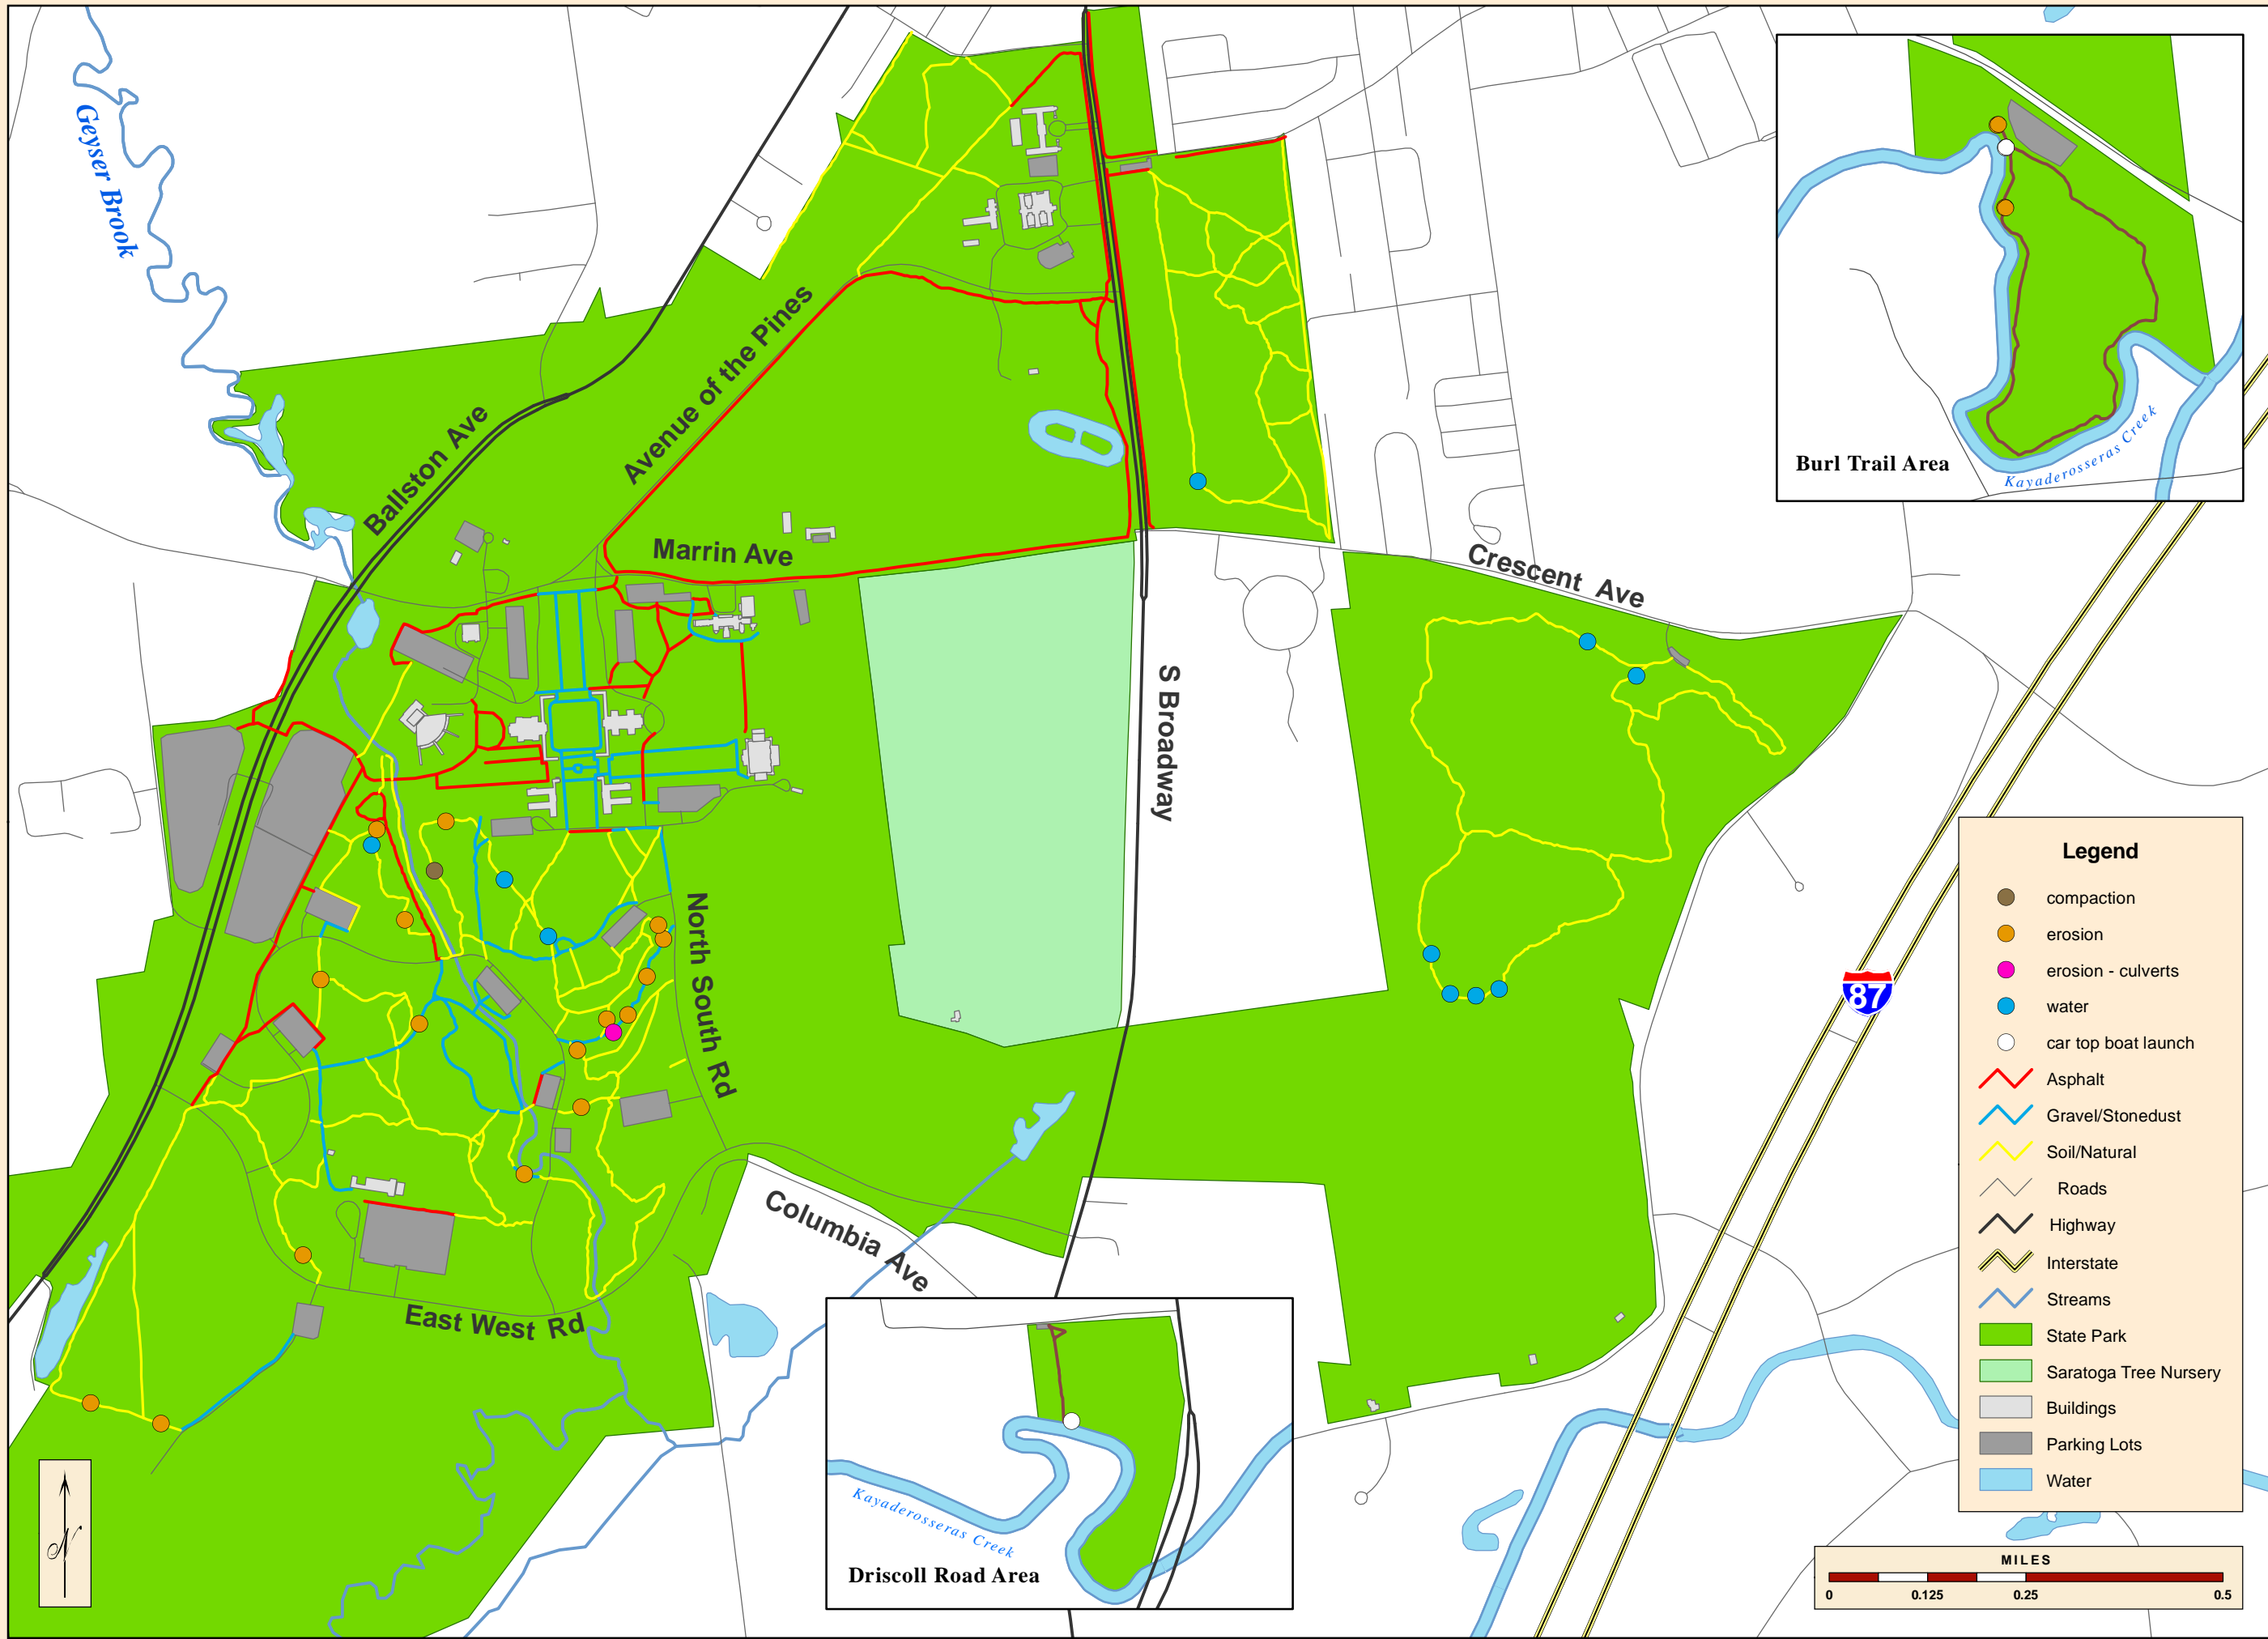 Geyser Brook
Ballston Ave
Avenue of the Pines
Marrin Ave
S Broadway
Crescent Ave
North South Rd
Columbia Ave
East West Rd
87
Burl Trail Area
Kayaderosseras Creek
Driscoll Road Area
Kayaderosseras Creek
N
Legend
compaction
erosion
erosion - culverts
water
car top boat launch
Asphalt
Gravel/Stonedust
Soil/Natural
Roads
Highway
Interstate
Streams
State Park
Saratoga Tree Nursery
Buildings
Parking Lots
Water
MILES
0 0.125 0.25 0.5